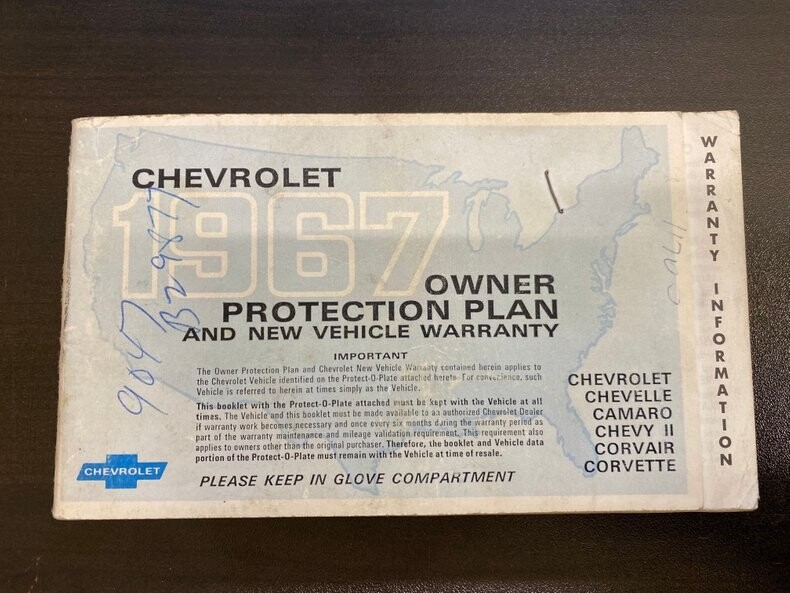 CHEVROLET
1967
OWNER
PROTECTION PLAN
AND NEW VEHICLE WARRANTY
IMPORTANT
The Owner Protection Plan and Chevrolet New Vehicle Warranty contained herein applies to
the Chevrolet Vehicle identified on the Protect-O-Plate attached hereto. For convenience, such
Vehicle is referred to herein at times simply as the Vehicle.
This booklet with the Protect-O-Plate attached must be kept with the Vehicle at all
times. The Vehicle and this booklet must be made available to an authorized Chevrolet Dealer
if warranty work becomes necessary and once every six months during the warranty period as
part of the warranty maintenance and mileage validation requirement. This requirement also
applies to owners other than the original purchaser. Therefore, the booklet and Vehicle data
portion of the Protect-O-Plate must remain with the Vehicle at time of resale.
PLEASE KEEP IN GLOVE COMPARTMENT
CHEVROLET
CHEVROLET
CHEVELLE
CAMARO
CHEVY II
CORVAIR
CORVETTE
WARRANTY INFORMATION
9047
B29877